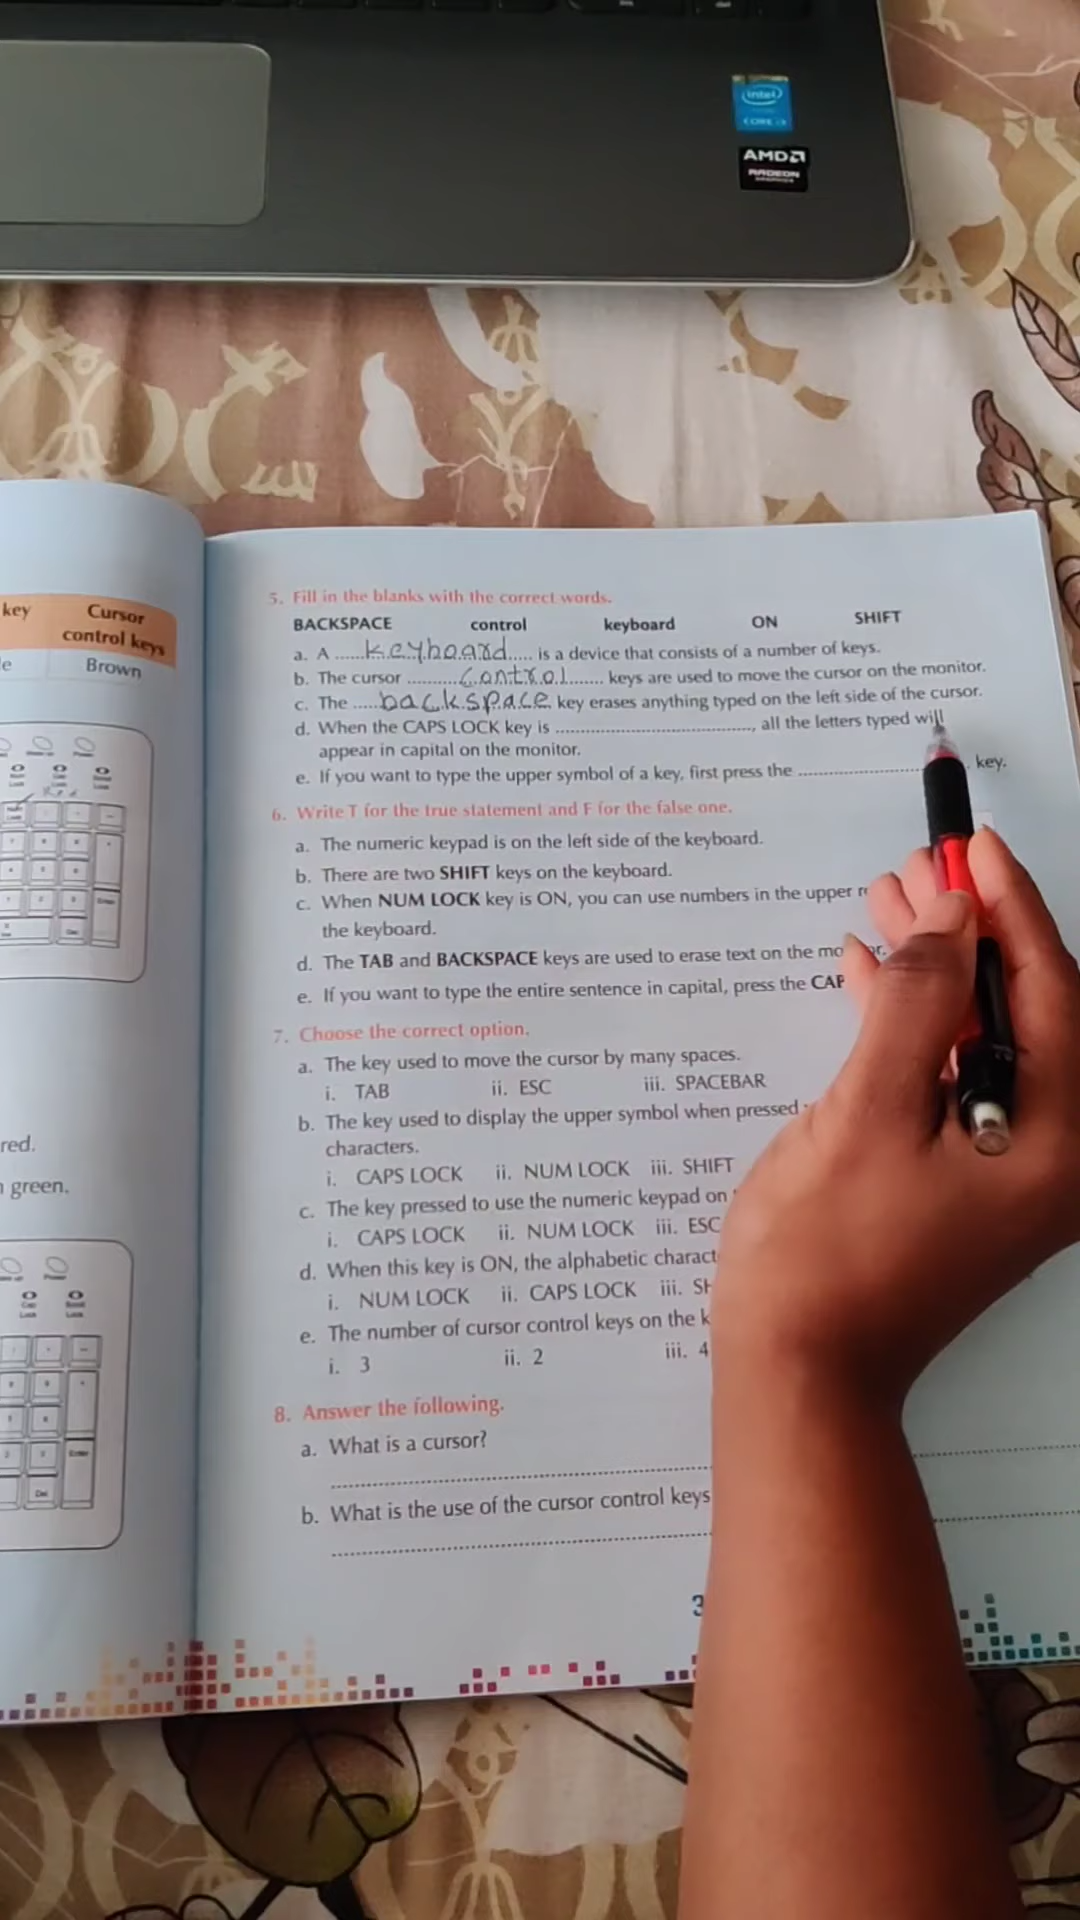 intel
CORE i3
AMD
RADEON
GRAPHICS
key
Cursor
control keys
e
Brown
red.
green.
5. Fill in the blanks with the correct words.
BACKSPACE control keyboard ON SHIFT
a. A .....keyboard.... is a device that consists of a number of keys.
b. The cursor ..........control....... keys are used to move the cursor on the monitor.
c. The .....backspace key erases anything typed on the left side of the cursor.
d. When the CAPS LOCK key is ......................................, all the letters typed will
appear in capital on the monitor.
e. If you want to type the upper symbol of a key, first press the ........................ key.
6. Write T for the true statement and F for the false one.
a. The numeric keypad is on the left side of the keyboard.
b. There are two SHIFT keys on the keyboard.
c. When NUM LOCK key is ON, you can use numbers in the upper
the keyboard.
d. The TAB and BACKSPACE keys are used to erase text on the mo or.
e. If you want to type the entire sentence in capital, press the CAP
7. Choose the correct option.
a. The key used to move the cursor by many spaces.
i. TAB ii. ESC iii. SPACEBAR
b. The key used to display the upper symbol when pressed
characters.
i. CAPS LOCK ii. NUM LOCK iii. SHIFT
c. The key pressed to use the numeric keypad on
i. CAPS LOCK ii. NUM LOCK iii. ESC
d. When this key is ON, the alphabetic charact
i. NUM LOCK ii. CAPS LOCK iii. SH
e. The number of cursor control keys on the k
i. 3 ii. 2 iii. 4
8. Answer the following.
a. What is a cursor?
b. What is the use of the cursor control keys
3